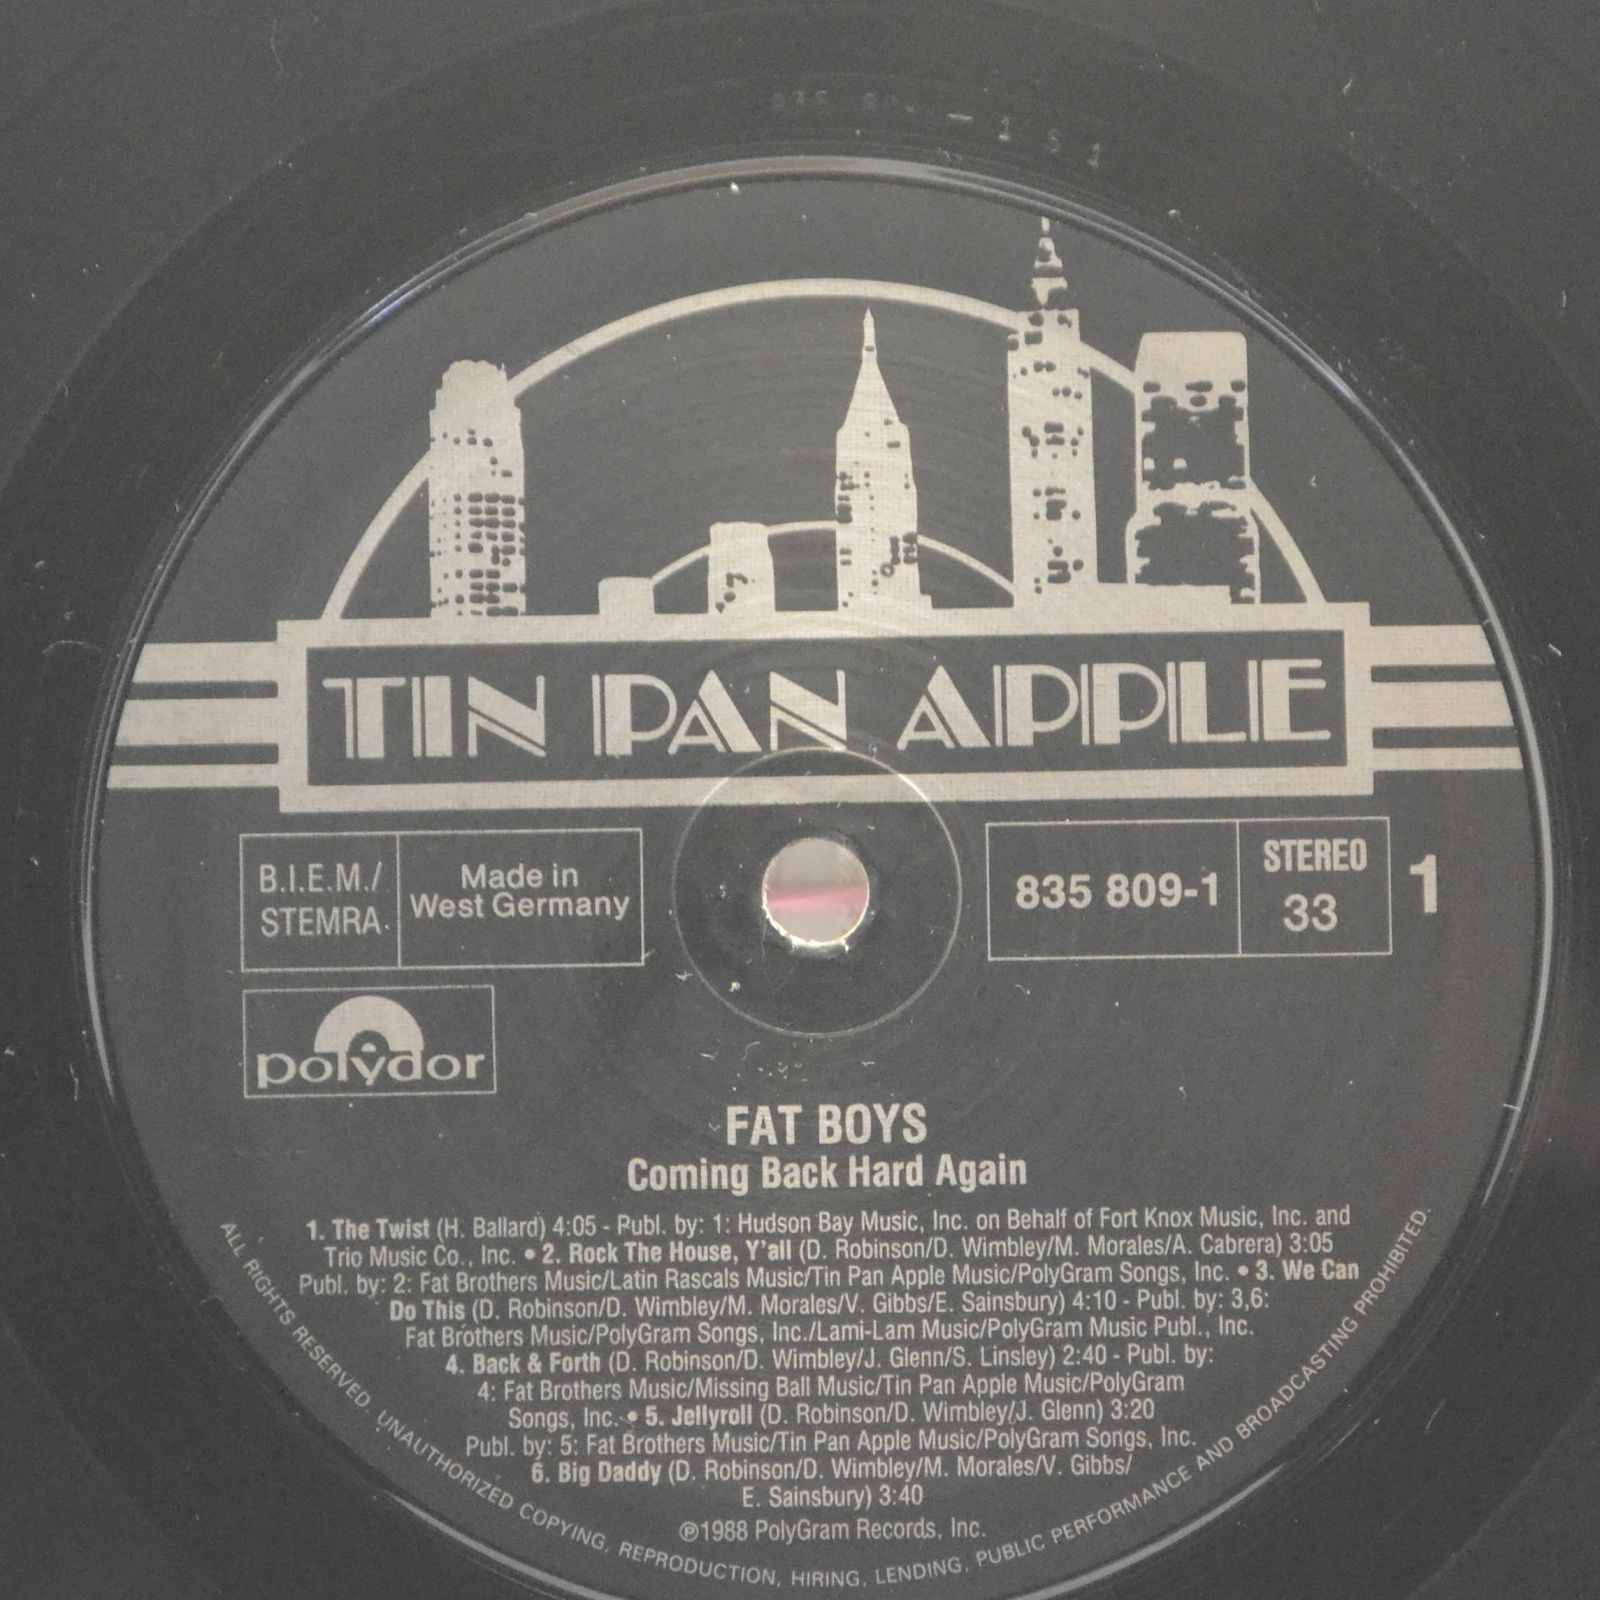 TIN PAN APPLE
B.I.E.M./
STEMRA
Made in
West Germany
835 809-1
STEREO
33
1
polydor
FAT BOYS
Coming Back Hard Again
1. The Twist (H. Ballard) 4:05 - Publ. by: 1: Hudson Bay Music, Inc. on Behalf of Fort Knox Music, Inc. and
Trio Music Co., Inc. • 2. Rock The House, Y'all (D. Robinson/D. Wimbley/M. Morales/A. Cabrera) 3:05
Publ. by: 2: Fat Brothers Music/Latin Rascals Music/Tin Pan Apple Music/PolyGram Songs, Inc. • 3. We Can
Do This (D. Robinson/D. Wimbley/M. Morales/V. Gibbs/E. Sainsbury) 4:10 - Publ. by: 3,6:
Fat Brothers Music/PolyGram Songs, Inc./Lami-Lam Music/PolyGram Music Publ., Inc.
4. Back & Forth (D. Robinson/D. Wimbley/J. Glenn/S. Linsley) 2:40 - Publ. by:
4: Fat Brothers Music/Missing Ball Music/Tin Pan Apple Music/PolyGram
Songs, Inc. • 5. Jellyroll (D. Robinson/D. Wimbley/J. Glenn) 3:20
Publ. by: 5: Fat Brothers Music/Tin Pan Apple Music/PolyGram Songs, Inc.
6. Big Daddy (D. Robinson/D. Wimbley/M. Morales/V. Gibbs/
E. Sainsbury) 3:40
℗1988 PolyGram Records, Inc.
ALL RIGHTS RESERVED. UNAUTHORIZED COPYING, REPRODUCTION, HIRING, LENDING, PUBLIC PERFORMANCE AND BROADCASTING PROHIBITED.